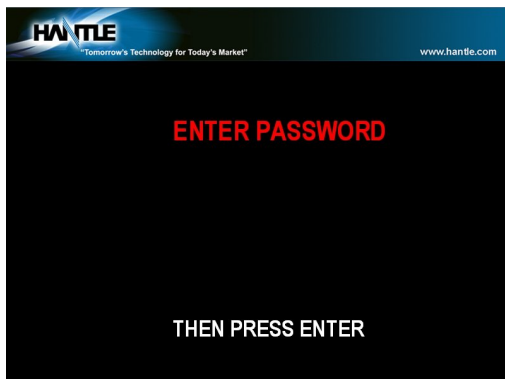 HANTLE
"Tomorrow's Technology for Today's Market"
www.hantle.com
ENTER PASSWORD
THEN PRESS ENTER